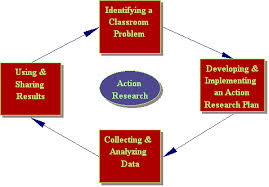 Identifying a
Classroom
Problem
Using &
Sharing
Results
Action
Research
Developing &
Implementing
an Action
Research Plan
Collecting &
Analyzing
Data